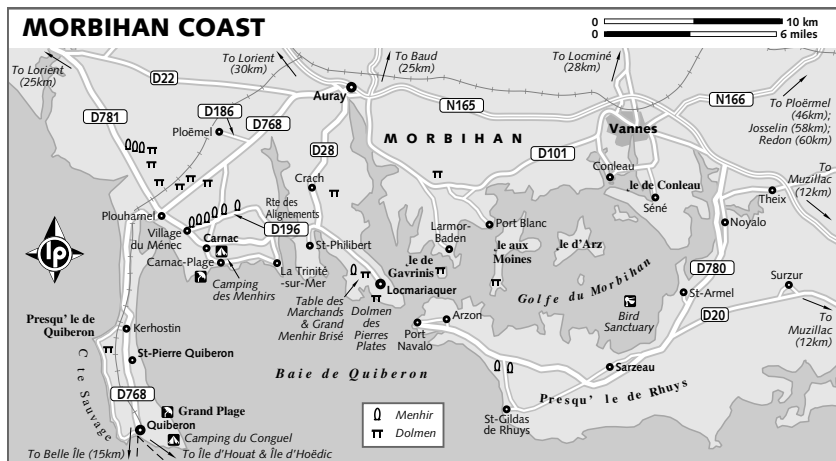 MORBIHAN COAST
0 10 km
0 6 miles
To Lorient
(25km)
To Lorient
(30km)
To Baud
(25km)
To Locminé
(28km)
D22
Auray
N165
N166
To Ploërmel
(46km);
Josselin (58km);
Redon (60km)
D781
D186
Ploëmel
D768
MORBIHAN
Vannes
D28
D101
Conleau
.le de Conleau
To
Muzillac
(12km)
Crach
Theix
Plouharnel
Rte des
Alignements
Séné
Noyalo
Village
du Ménec
D196
Larmor-
Baden
Port Blanc
Carnac
St-Philibert
.le de
Gavrinis
.le aux
Moines
.le d'Arz
Carnac-Plage
D780
La Trinité
-sur-Mer
Locmariaquer
Golfe du Morbihan
Surzur
Camping
des Menhirs
St-Armel
Table des
Marchands
& Grand
Menhir Brisé
Dolmen
des
Pierres
Plates
Arzon
Bird
Sanctuary
D20
Presqu' le de
Quiberon
Kerhostin
Port
Navalo
To
Muzillac
(12km)
St-Pierre Quiberon
Baie de Quiberon
Sarzeau
C te Sauvage
Presqu' le de Rhuys
D768
Grand Plage
Menhir
Dolmen
St-Gildas
de Rhuys
Quiberon
Camping du Conguel
To Belle Île (15km)
To Île d'Houat & Île d'Hoëdic
lp